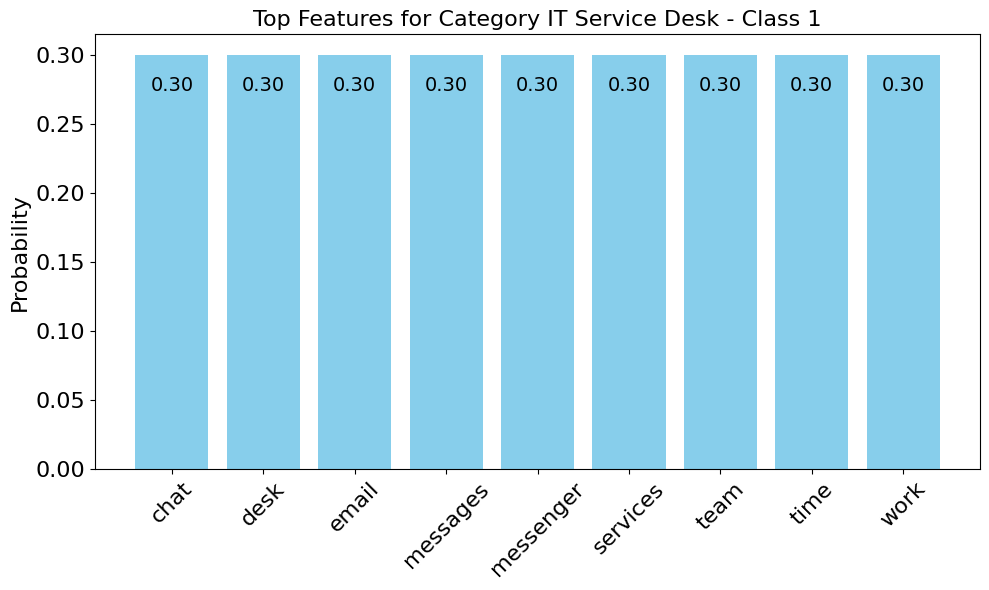 Top Features for Category IT Service Desk - Class 1
Probability
0.30
0.25
0.20
0.15
0.10
0.05
0.00
0.30 0.30 0.30 0.30 0.30 0.30 0.30 0.30 0.30
chat desk email messages messenger services team time work